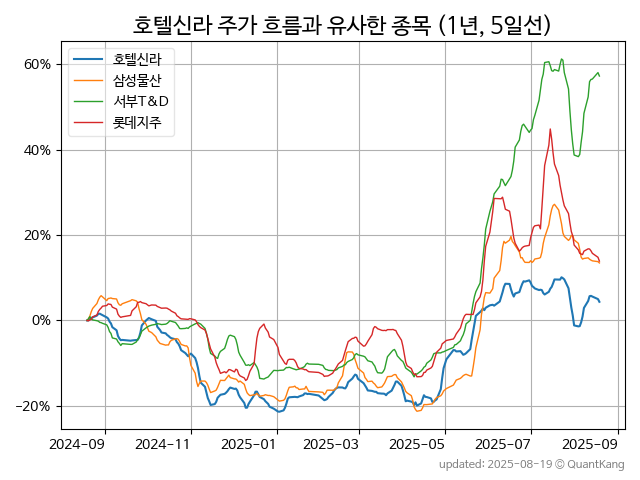 호텔신라 주가 흐름과 유사한 종목 (1년, 5일선)
호텔신라
삼성물산
서부T&D
롯데지주
60%
40%
20%
0%
−20%
2024-09 2024-11 2025-01 2025-03 2025-05 2025-07 2025-09
updated: 2025-08-19 © QuantKang